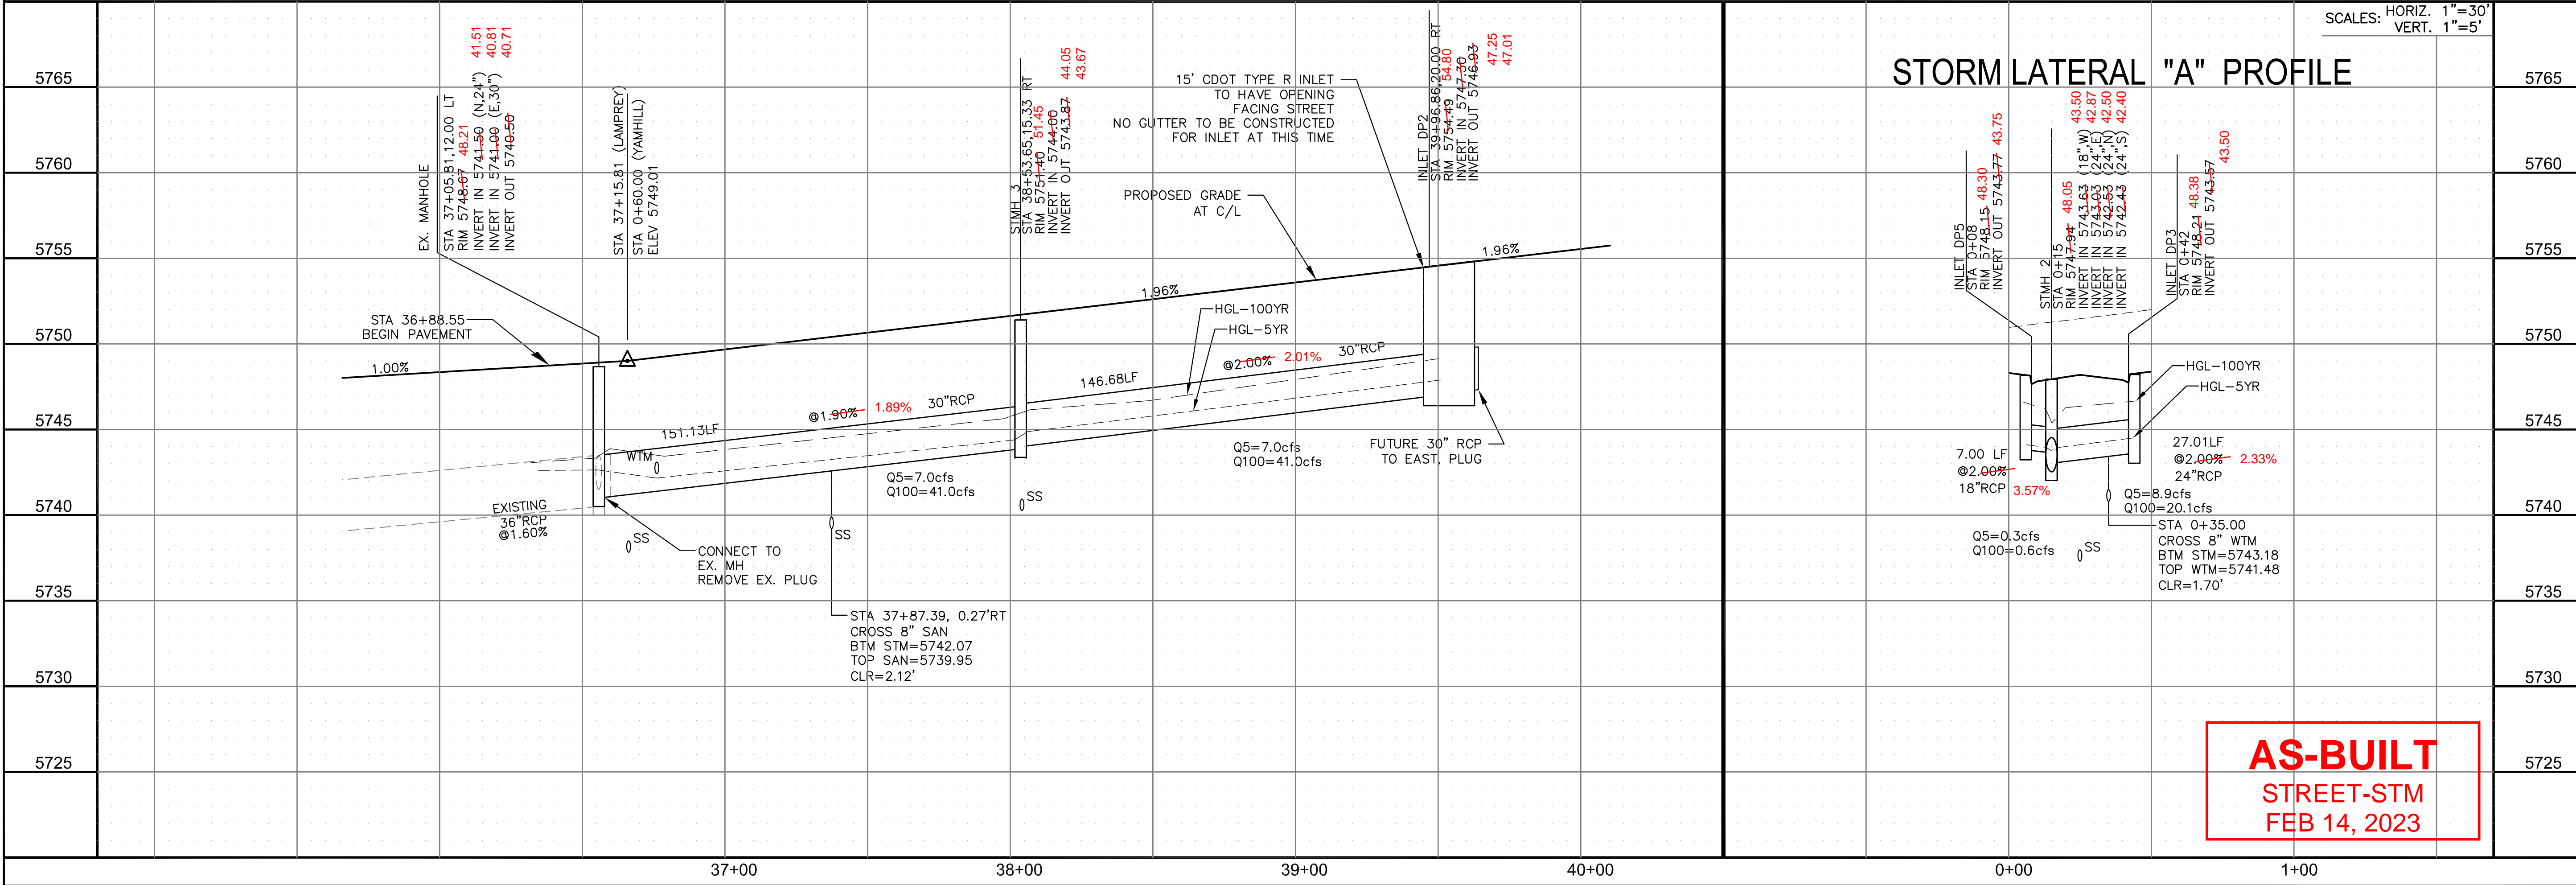 SCALES: HORIZ. 1"=30'
VERT. 1"=5'
STORM LATERAL "A" PROFILE
5765
5760
5755
5750
5745
5740
5735
5730
5725
EX. MANHOLE
STA 37+05.81,12.00 LT
RIM 5748.67 48.21
INVERT IN 5741.50 (N,24") 41.51
INVERT IN 5741.00 (E,30") 40.81
INVERT OUT 5740.50 40.71
STA 37+15.81 (LAMPREY)
STA 0+60.00 (YAMHILL)
ELEV 5749.01
STMH 3
STA 38+53.65,15.33 RT
RIM 5751.40 51.45
INVERT IN 5744.00 44.05
INVERT OUT 5743.87 43.67
15' CDOT TYPE R INLET
TO HAVE OPENING
FACING STREET
NO GUTTER TO BE CONSTRUCTED
FOR INLET AT THIS TIME
INLET DP2
STA 39+96.86,20.00 RT
RIM 5754.49 54.80
INVERT IN 5747.30 47.25
INVERT OUT 5746.93 47.01
PROPOSED GRADE
AT C/L
STA 36+88.55
BEGIN PAVEMENT
1.00%
1.96%
1.96%
HGL-100YR
HGL-5YR
151.13LF
@1.90% 1.89%
30"RCP
146.68LF
@2.00% 2.01%
30"RCP
WTM
Q5=7.0cfs
Q100=41.0cfs
Q5=7.0cfs
Q100=41.0cfs
FUTURE 30" RCP
TO EAST, PLUG
EXISTING
36"RCP
@1.60%
SS
SS
SS
CONNECT TO
EX. MH
REMOVE EX. PLUG
STA 37+87.39, 0.27'RT
CROSS 8" SAN
BTM STM=5742.07
TOP SAN=5739.95
CLR=2.12'
INLET DP5
STA 0+08
RIM 5748.15 48.30
INVERT OUT 5743.77 43.75
STMH 2
STA 0+15
RIM 5747.94 48.05
INVERT IN 5743.63 (18",W) 43.50
INVERT IN 5743.03 (24",E) 42.87
INVERT IN 5742.53 (24",N) 42.50
INVERT IN 5742.43 (24",S) 42.40
INLET DP3
STA 0+42
RIM 5748.21 48.38
INVERT OUT 5743.57 43.50
HGL-100YR
HGL-5YR
7.00 LF
@2.00%
18"RCP 3.57%
27.01LF
@2.00% 2.33%
24"RCP
Q5=8.9cfs
Q100=20.1cfs
Q5=0.3cfs
Q100=0.6cfs
SS
STA 0+35.00
CROSS 8" WTM
BTM STM=5743.18
TOP WTM=5741.48
CLR=1.70'
5765
5760
5755
5750
5745
5740
5735
5730
5725
AS-BUILT
STREET-STM
FEB 14, 2023
37+00
38+00
39+00
40+00
0+00
1+00